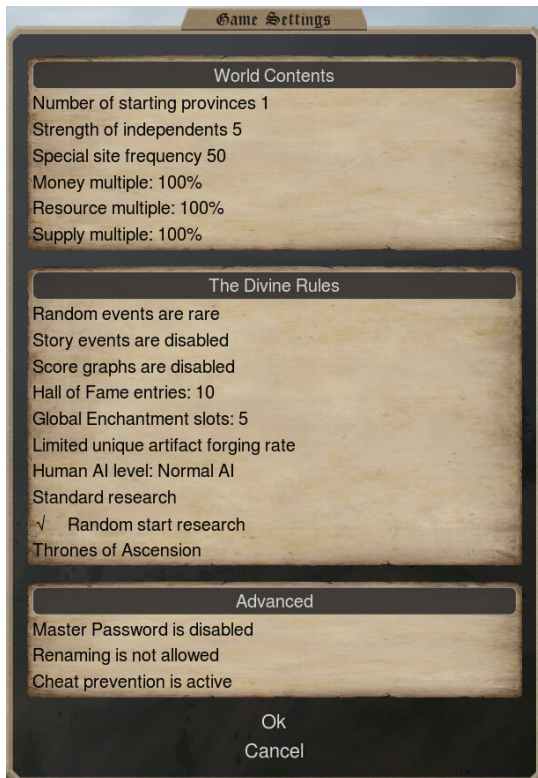 Game Settings
World Contents
Number of starting provinces 1
Strength of independents 5
Special site frequency 50
Money multiple: 100%
Resource multiple: 100%
Supply multiple: 100%
The Divine Rules
Random events are rare
Story events are disabled
Score graphs are disabled
Hall of Fame entries: 10
Global Enchantment slots: 5
Limited unique artifact forging rate
Human AI level: Normal AI
Standard research
√ Random start research
Thrones of Ascension
Advanced
Master Password is disabled
Renaming is not allowed
Cheat prevention is active
Ok
Cancel